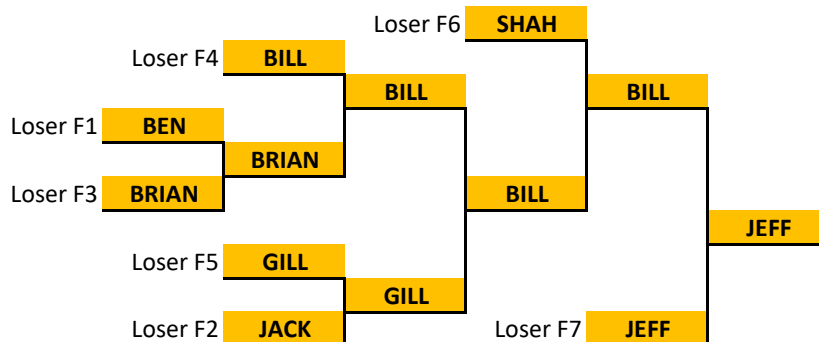 Loser F6 SHAH
Loser F4 BILL
BILL BILL
Loser F1 BEN
BRIAN
Loser F3 BRIAN BILL
JEFF
Loser F5 GILL
GILL
Loser F2 JACK Loser F7 JEFF